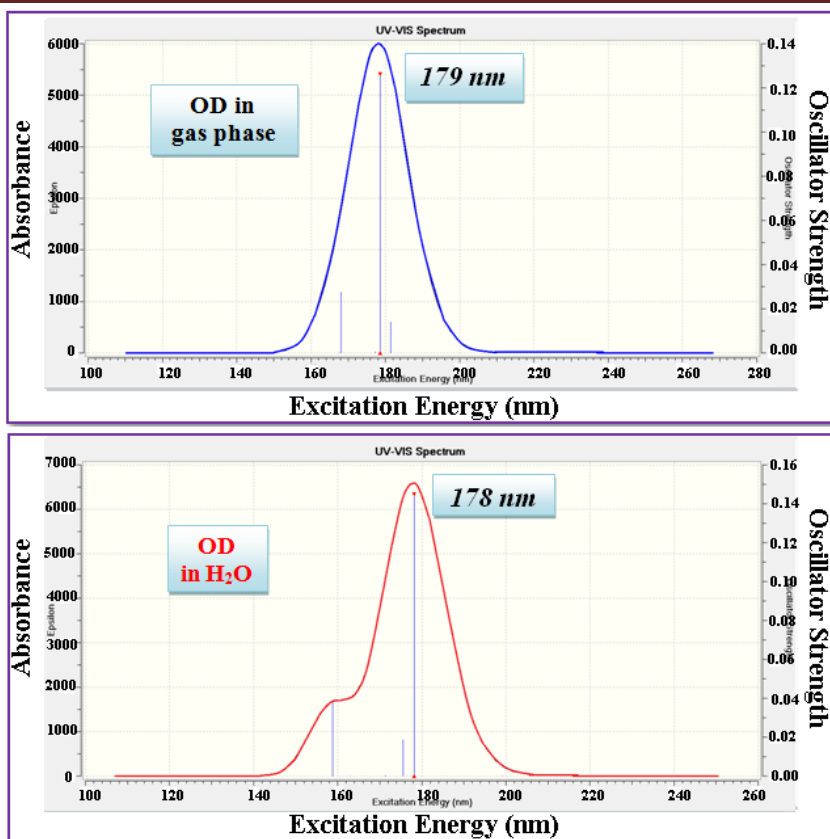 UV-VIS Spectrum
6000
5000
4000
3000
2000
1000
0
0.14
0.12
0.10
0.08
0.06
0.04
0.02
0.00
OD in
gas phase
179 nm
Absorbance
Epsilon
Oscillator Strength
Oscillator Strength
100 120 140 160 180 200 220 240 260 280
Excitation Energy (nm)
Excitation Energy (nm)
UV-VIS Spectrum
7000
6000
5000
4000
3000
2000
1000
0
0.16
0.14
0.12
0.10
0.08
0.06
0.04
0.02
0.00
OD
in H₂O
178 nm
Absorbance
Epsilon
Oscillator Strength
Oscillator Strength
100 120 140 160 180 200 220 240 260
Excitation Energy (nm)
Excitation Energy (nm)